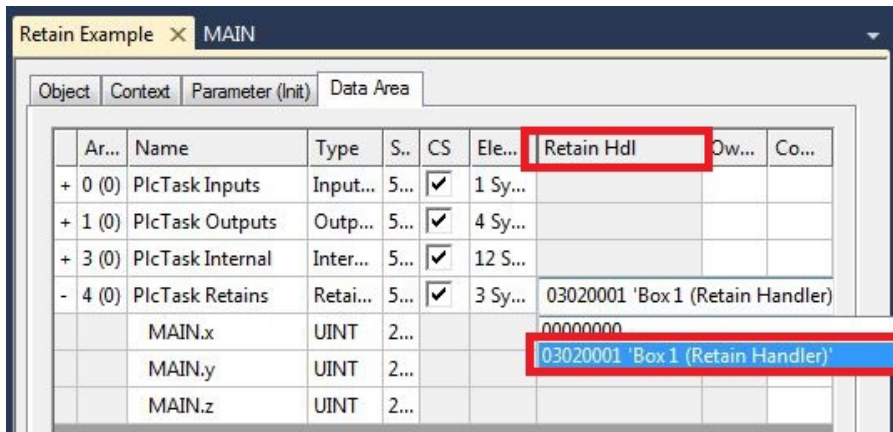 Retain Example MAIN
Object Context Parameter (Init) Data Area
Ar... Name Type S.. CS Ele... Retain Hdl Ow... Co...
+ 0 (0) PlcTask Inputs Input... 5... 1 Sy...
+ 1 (0) PlcTask Outputs Outp... 5... 4 Sy...
+ 3 (0) PlcTask Internal Inter... 5... 12 S...
- 4 (0) PlcTask Retains Retai... 5... 3 Sy... 03020001 'Box 1 (Retain Handler)
MAIN.x UINT 2... 00000000
MAIN.y UINT 2... 03020001 'Box 1 (Retain Handler)'
MAIN.z UINT 2...